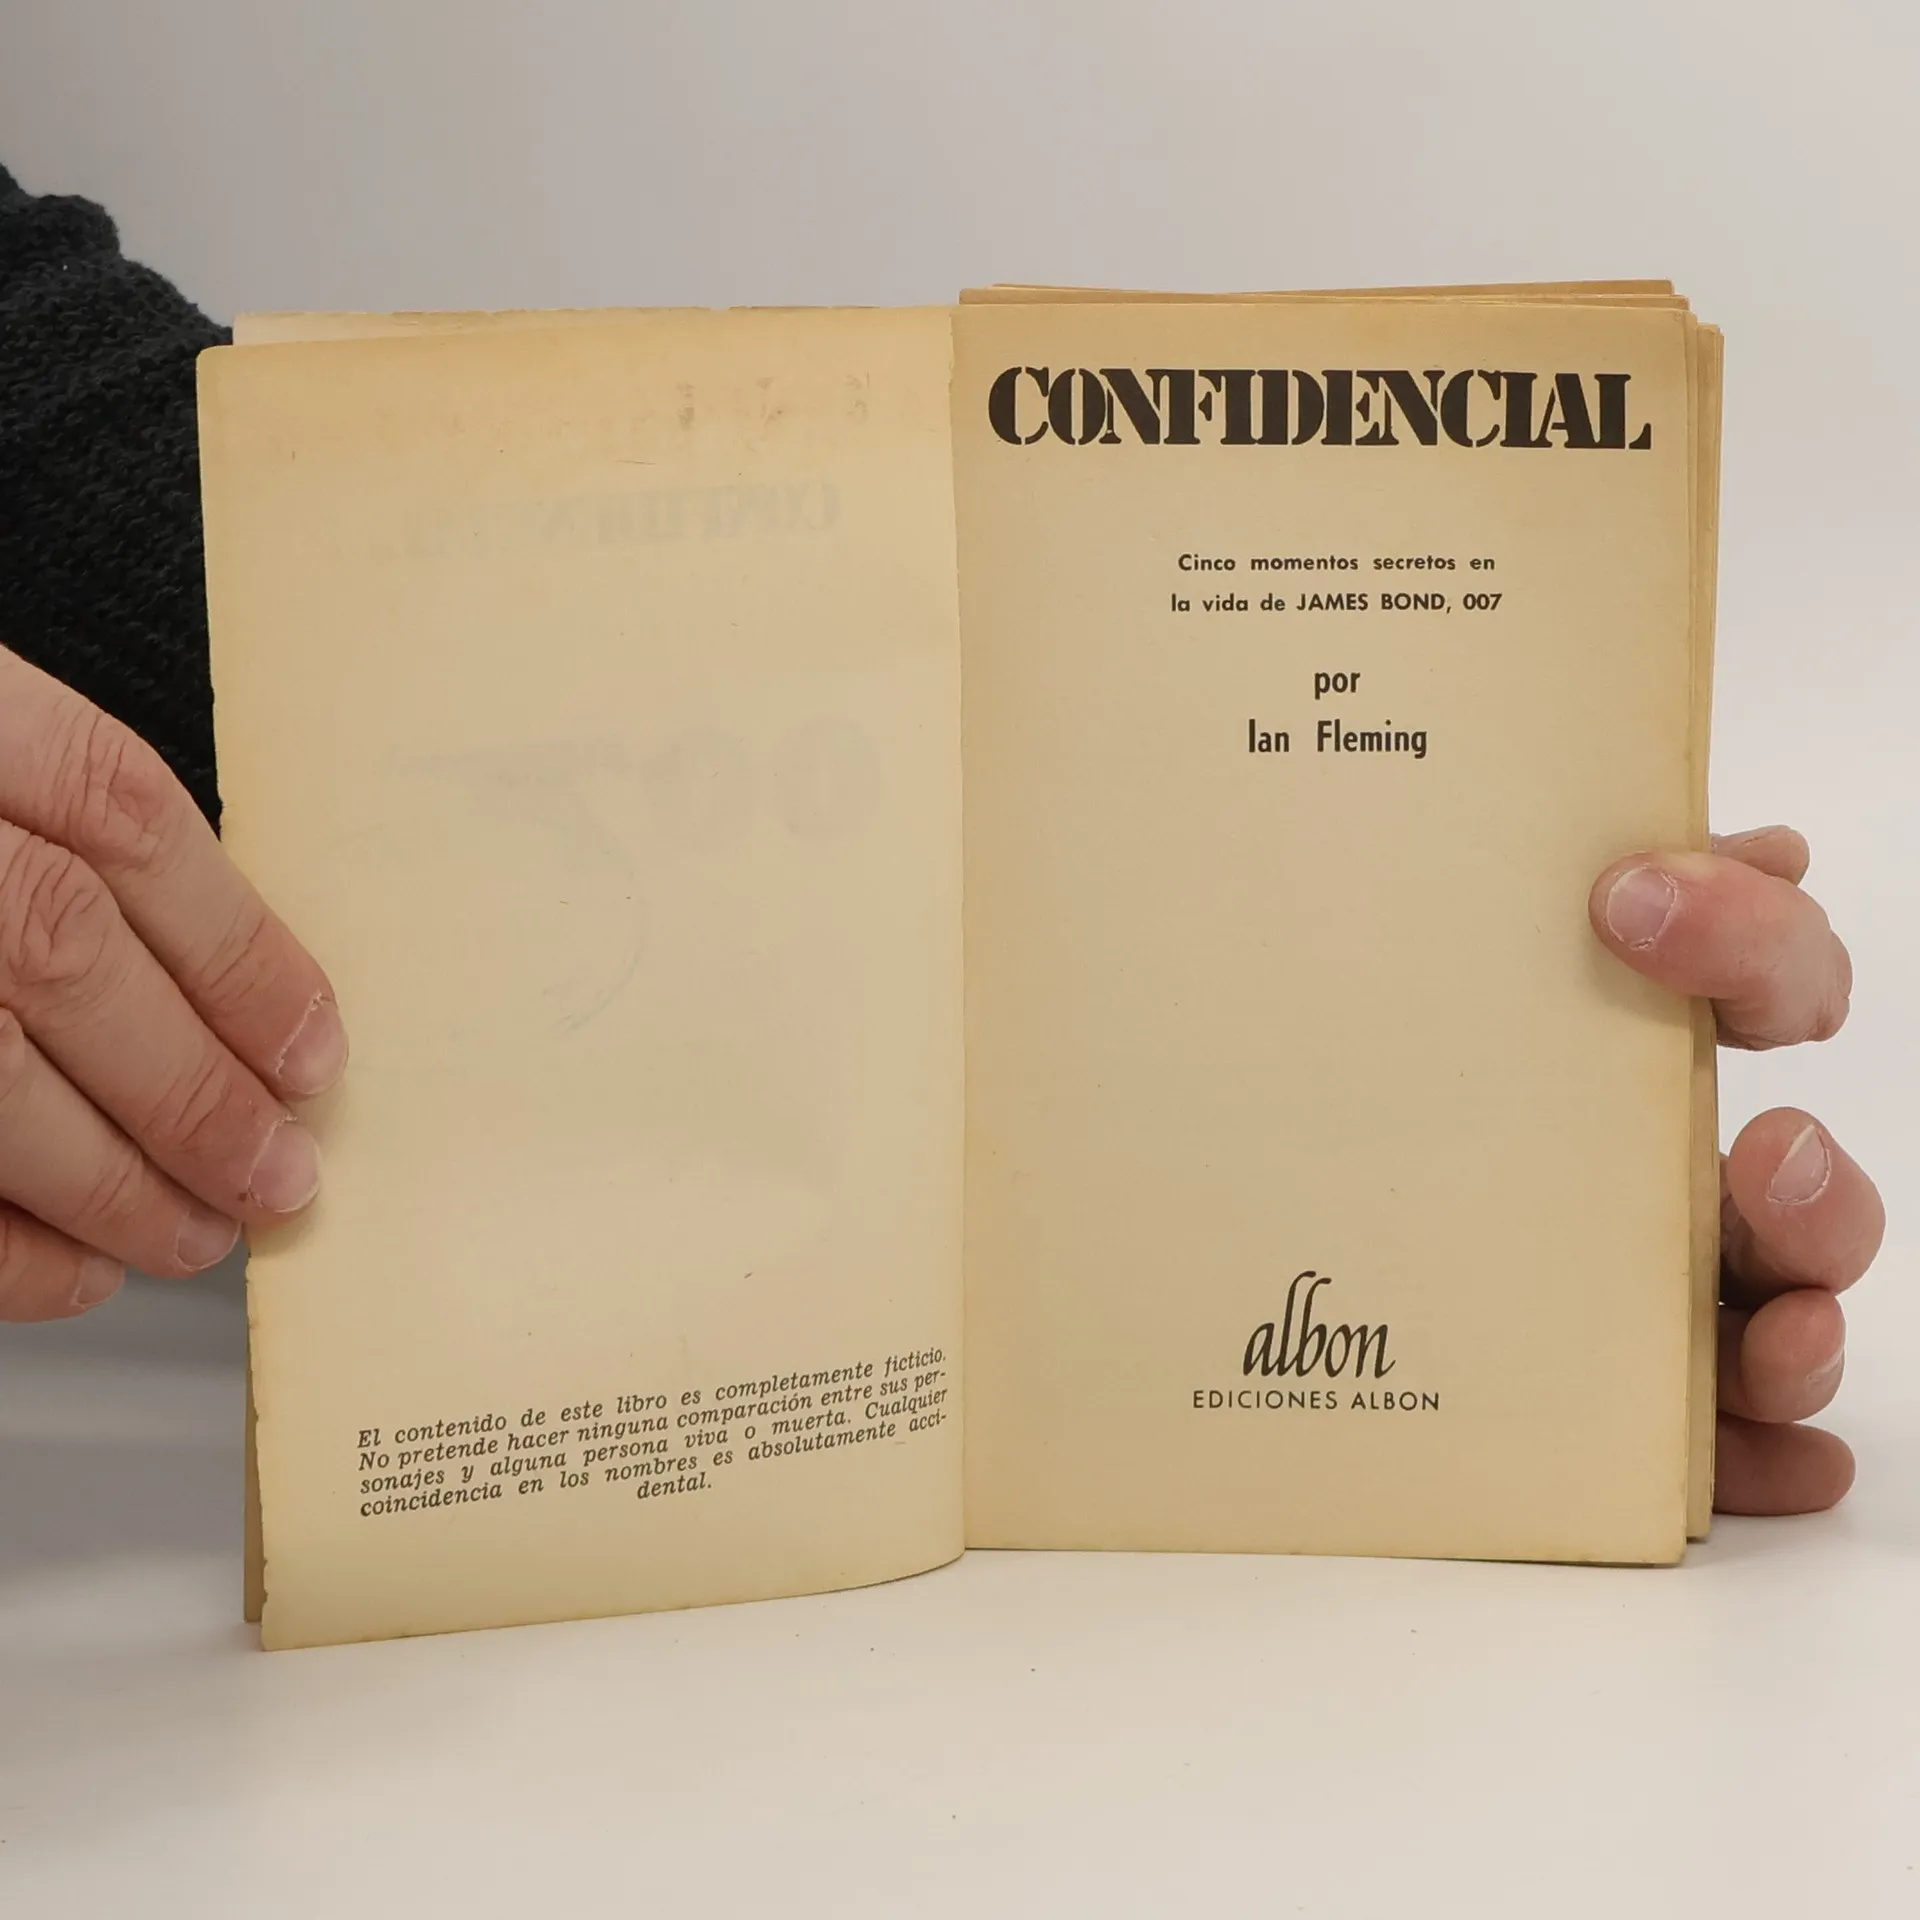 El contenido de este libro es completamente ficticio.
No pretende hacer ninguna comparación entre sus per-
sonajes y alguna persona viva o muerta. Cualquier
coincidencia en los nombres es absolutamente acci-
dental.
CONFIDENCIAL
Cinco momentos secretos en
la vida de JAMES BOND, 007
por
Ian Fleming
albon
EDICIONES ALBON